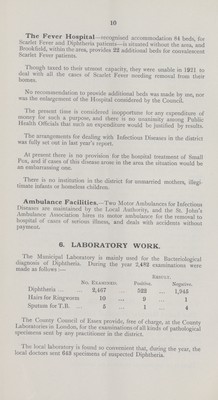 10
The Fever Hospital—recognised accommodation 64 beds, for
Scarlet Fever and Diphtheria patients—is situated without the area, and
Brookfield, within the area, provides 22 additional beds for convalescent
Scarlet Fever patients.
Though taxed to their utmost capacity, they were unable in 1921 to
deal with all the cases of Scarlet Fever needing removal from their
homes.
No recommendation to provide additional beds was made by me, nor
was the enlargement of the Hospital considered by the Council.
The present time is considered inopportune for any expenditure of
money for such a purpose, and there is no unanimity among Public
Health Officials that such an expenditure would be justified by results.
The arrangements for dealing with Infectious Diseases in the district
was fully set out in last year's report.
At present there is no provision for the hospital treatment of Small
Pox, and if cases of this disease arose in the area the situation would be
an embarrassing one.
There is no institution in the district for unmarried mothers, illegi-
timate infants or homeless children.
Ambulance Facilities.—Two Motor Ambulances for Infectious
Diseases are maintained by the Local Authority, and the St. John's
Ambulance Association hires its motor ambulance for the removal to
hospital of cases of serious illness, and deals with accidents without
payment.
6. LABORATORY WORK.
The Municipal Laboratory is mainly used for the Bacteriological
diagnosis of Diphtheria. During the year 2,482 examinations were
made as follows:—
Result.
No. Examined. Positive. Negative.
Diphtheria ... ... 2,467 522 ... 1,945
Hairs for Ringworm 10 ... 9 ... 1
Sputum for T.B. ... 5 ... 1 ... 4
The County Council of Essex provide, free of charge, at the County
Laboratories in London, for the examinations of all kinds of pathological
specimens sent by any practitioner in the district.
The local laboratory is found so convenient that, during the year, the
local doctors sent 643 specimens of suspected Diphtheria.